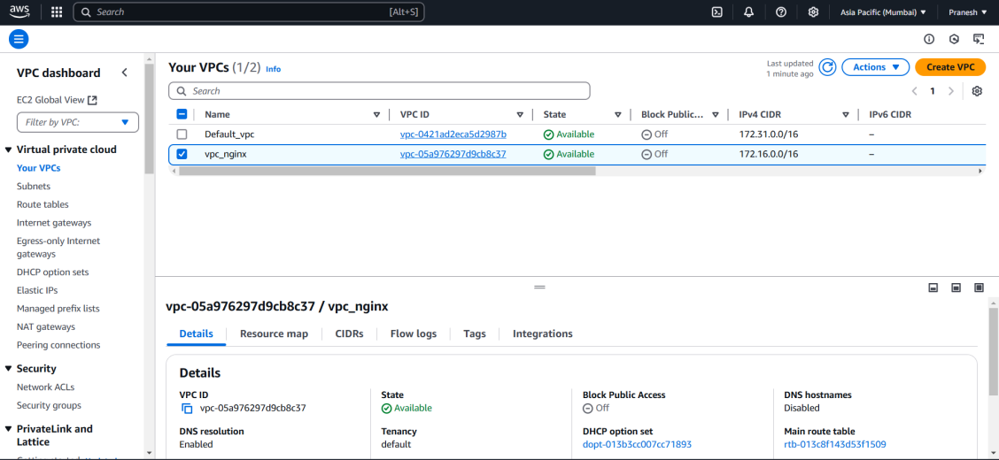 aws Search [Alt+S] Asia Pacific (Mumbai) Pranesh
VPC dashboard
EC2 Global View
Filter by VPC:
Virtual private cloud
Your VPCs
Subnets
Route tables
Internet gateways
Egress-only Internet
gateways
DHCP option sets
Elastic IPs
Managed prefix lists
NAT gateways
Peering connections
Security
Network ACLs
Security groups
PrivateLink and
Lattice
Your VPCs (1/2) Info
Last updated
1 minute ago
Actions
Create VPC
Search
1
Name VPC ID State Block Public... IPv4 CIDR IPv6 CIDR
Default_vpc vpc-0421ad2eca5d2987b Available Off 172.31.0.0/16 –
vpc_nginx vpc-05a976297d9cb8c37 Available Off 172.16.0.0/16 –
vpc-05a976297d9cb8c37 / vpc_nginx
Details Resource map CIDRs Flow logs Tags Integrations
Details
VPC ID
vpc-05a976297d9cb8c37
State
Available
Block Public Access
Off
DNS hostnames
Disabled
DNS resolution
Enabled
Tenancy
default
DHCP option set
dopt-013b3cc007cc71893
Main route table
rtb-013c8f143d53f1509